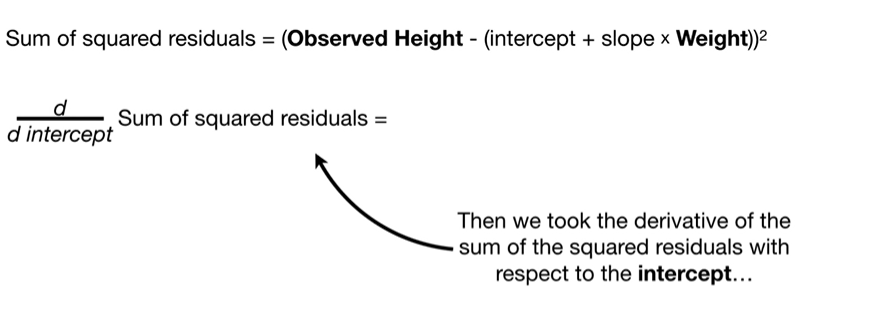 Sum of squared residuals = (Observed Height - (intercept + slope x Weight))²
d
d intercept
Sum of squared residuals =
Then we took the derivative of the
sum of the squared residuals with
respect to the intercept…